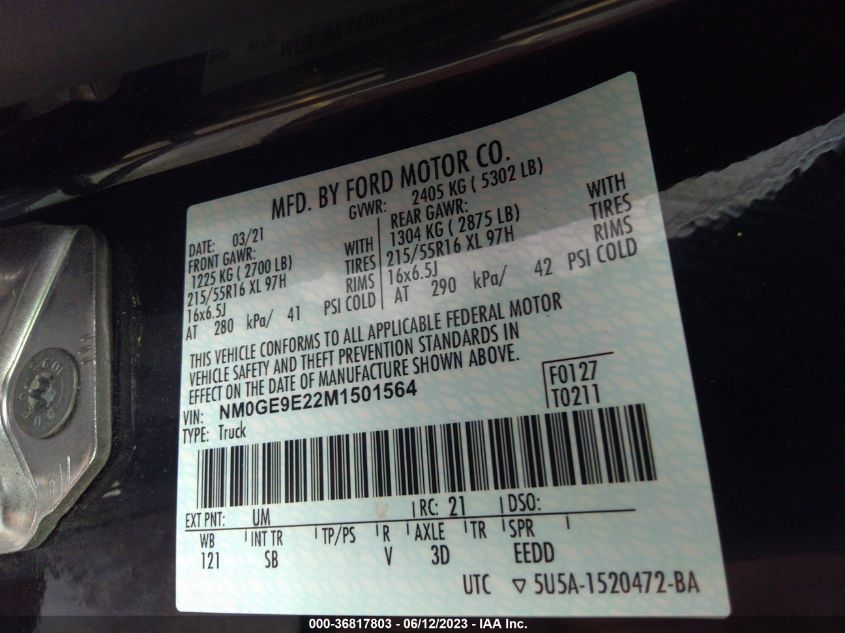 MFD. BY FORD MOTOR CO.
DATE: 03/21 GVWR: 2405 KG ( 5302 LB)
FRONT GAWR: REAR GAWR:
1225 KG ( 2700 LB) WITH 1304 KG ( 2875 LB) WITH
215/55R16 XL 97H TIRES 215/55R16 XL 97H TIRES
16x6.5J RIMS 16x6.5J RIMS
AT 280 kPa/ 41 PSI COLD AT 290 kPa/ 42 PSI COLD
THIS VEHICLE CONFORMS TO ALL APPLICABLE FEDERAL MOTOR
VEHICLE SAFETY AND THEFT PREVENTION STANDARDS IN
EFFECT ON THE DATE OF MANUFACTURE SHOWN ABOVE.
VIN: NM0GE9E22M1501564 F0127
TYPE: Truck T0211
EXT PNT: UM RC: 21 DSO:
WB INT TR TP/PS R AXLE TR SPR
121 SB V 3D EEDD
UTC ▽ 5U5A-1520472-BA
000-36817803 - 06/12/2023 - IAA Inc.